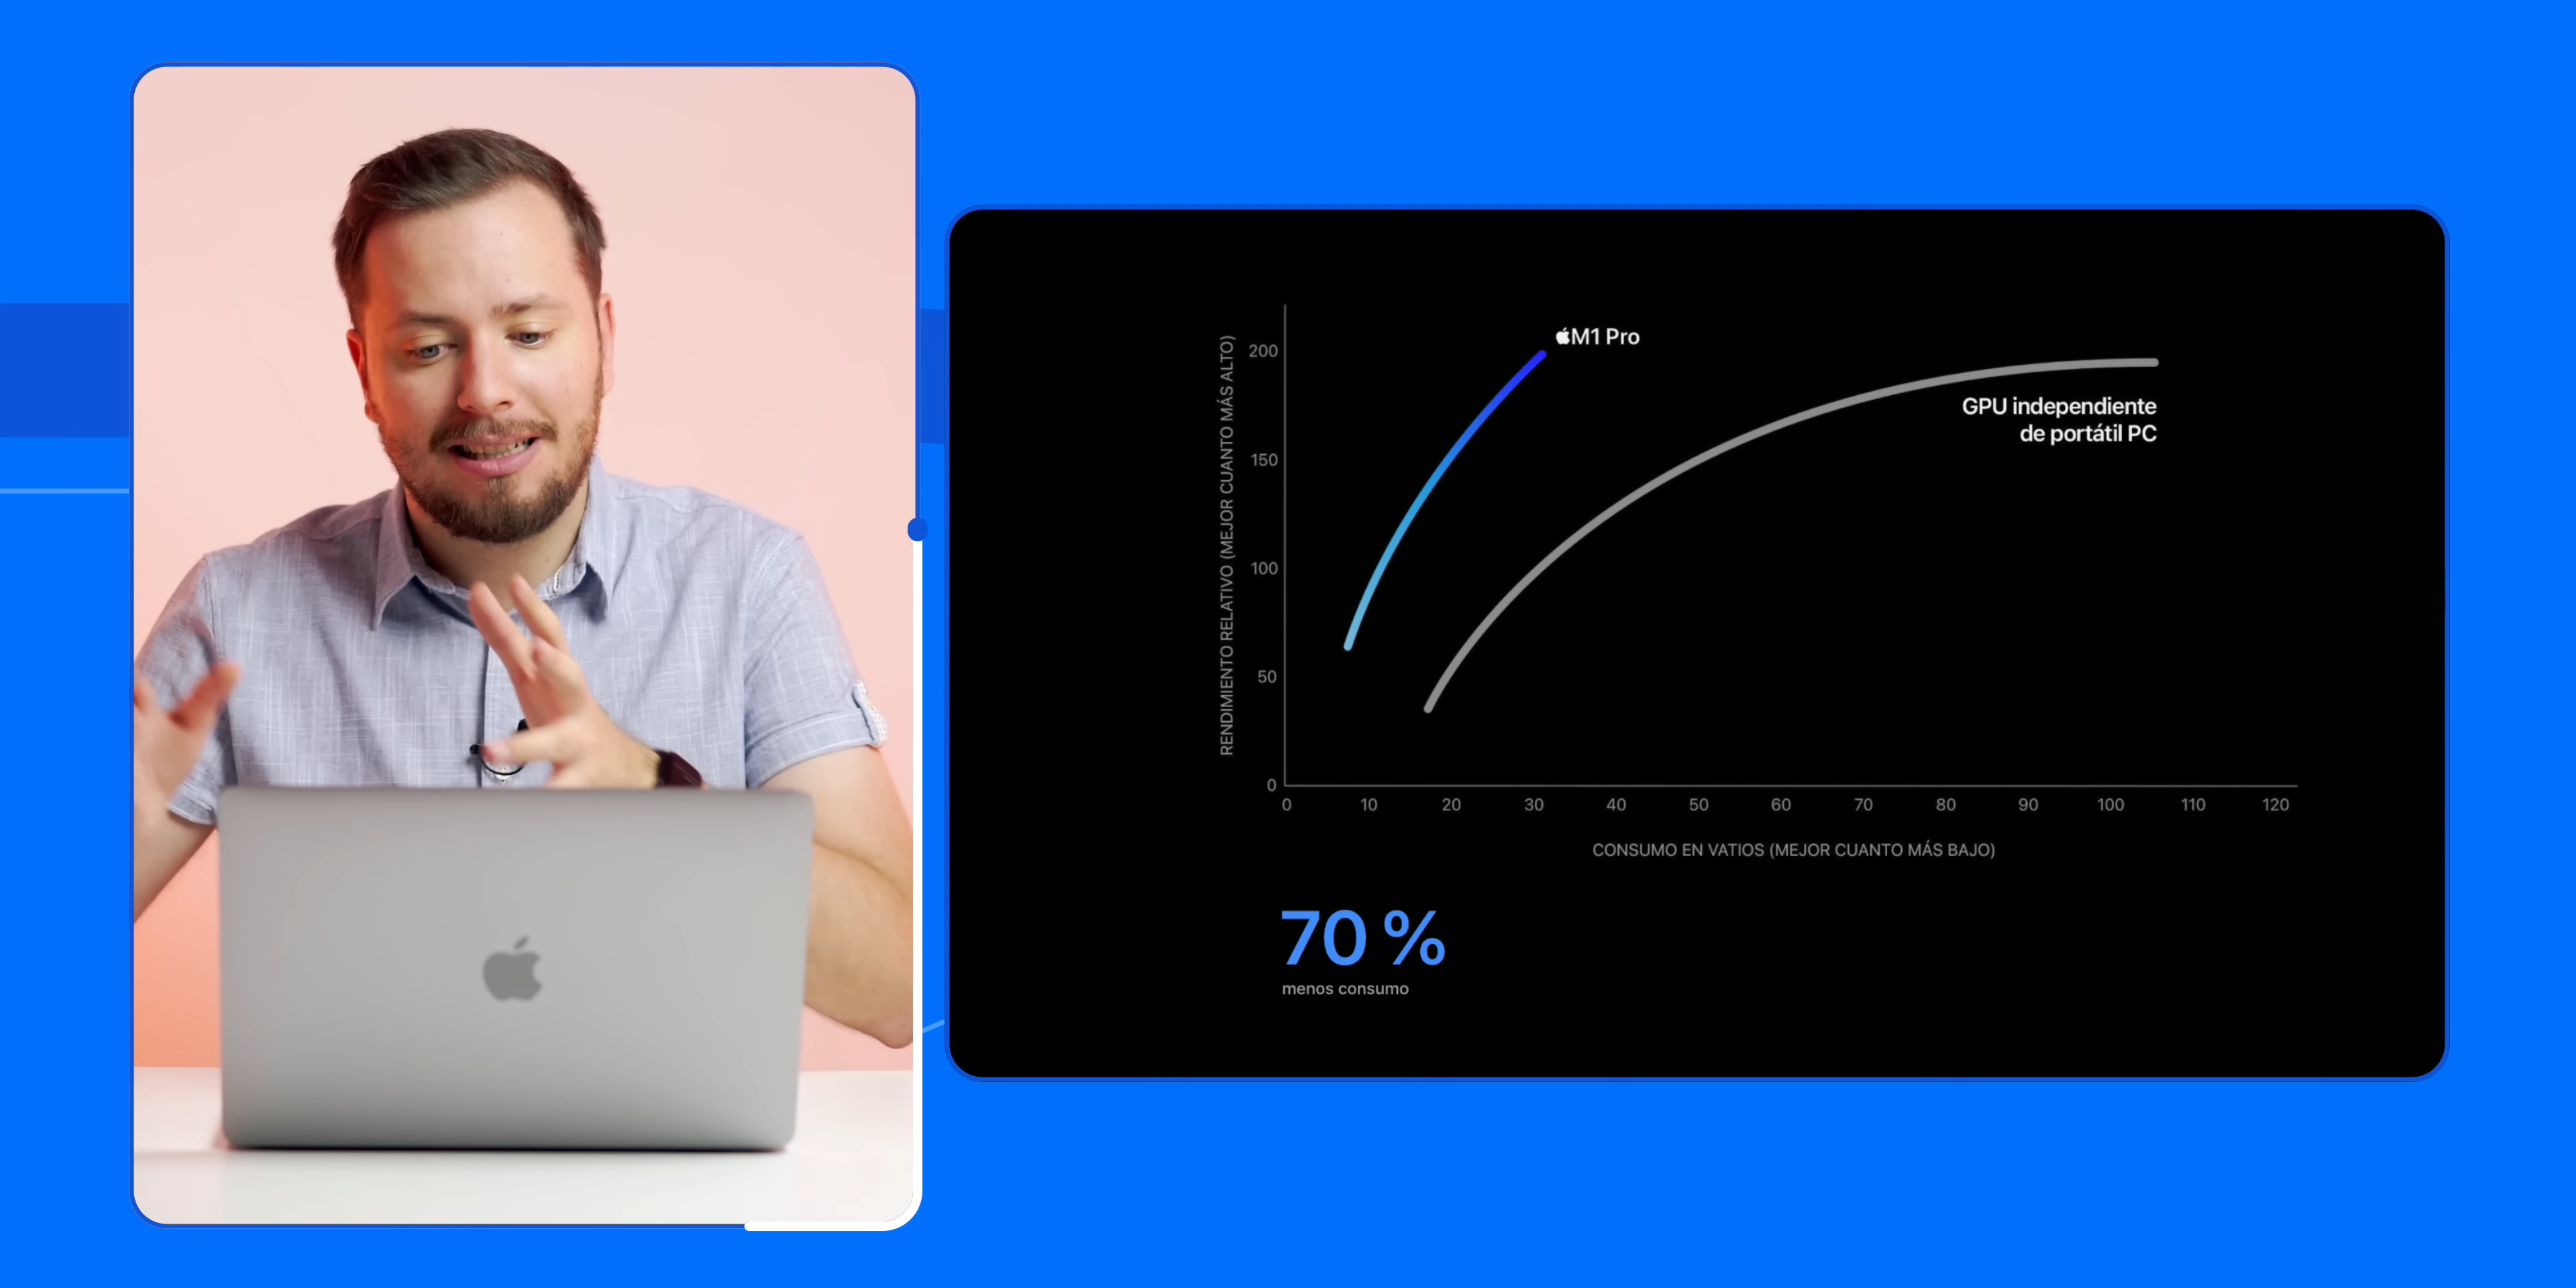 M1 Pro
GPU independiente
de portátil PC
RENDIMIENTO RELATIVO (MEJOR CUANTO MÁS ALTO)
200
150
100
50
0
0 10 20 30 40 50 60 70 80 90 100 110 120
CONSUMO EN VATIOS (MEJOR CUANTO MÁS BAJO)
70 %
menos consumo